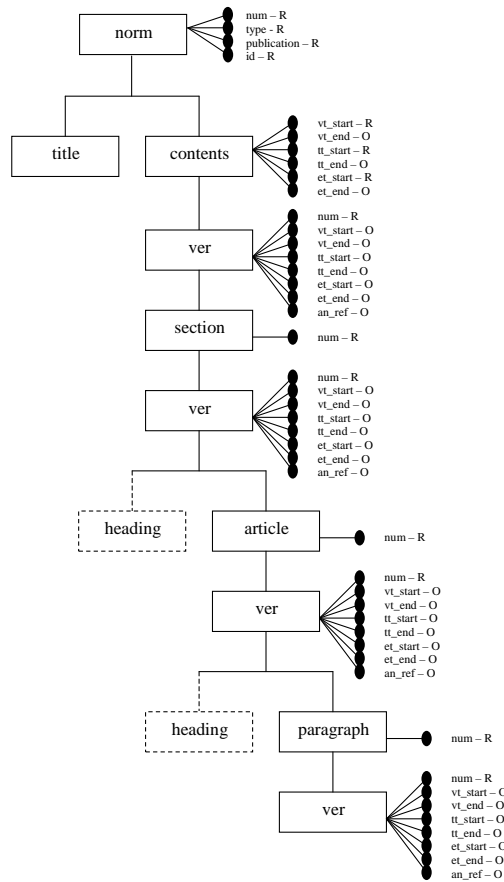 norm
num – R
type - R
publication – R
id – R
title
contents
vt_start – R
vt_end – O
tt_start – R
tt_end – O
et_start – R
et_end – O
ver
num – R
vt_start – O
vt_end – O
tt_start – O
tt_end – O
et_start – O
et_end – O
an_ref – O
section
num – R
ver
num – R
vt_start – O
vt_end – O
tt_start – O
tt_end – O
et_start – O
et_end – O
an_ref – O
heading
article
num – R
ver
num – R
vt_start – O
vt_end – O
tt_start – O
tt_end – O
et_start – O
et_end – O
an_ref – O
heading
paragraph
num – R
ver
num – R
vt_start – O
vt_end – O
tt_start – O
tt_end – O
et_start – O
et_end – O
an_ref – O